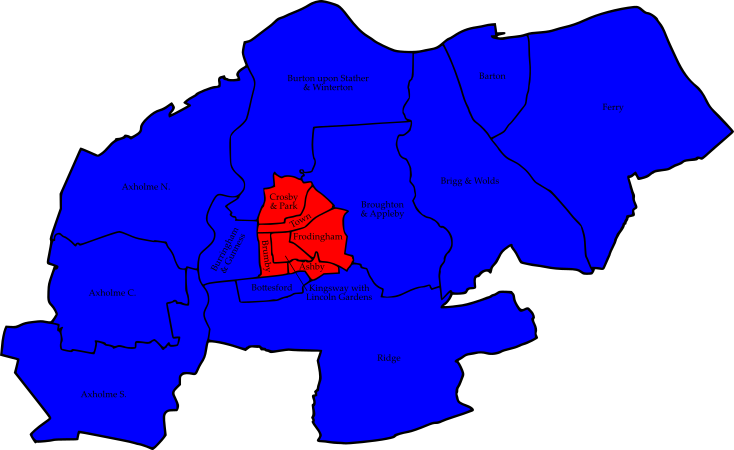 Burton upon Stather
& Winterton
Barton
Ferry
Axholme N
Crosby
& Park
Town
Broughton
& Appleby
Brigg & Wolds
Burringham
& Gunness
Brumby
Frodingham
Ashby
Axholme C
Bottesford
Kingsway with
Lincoln Gardens
Ridge
Axholme S